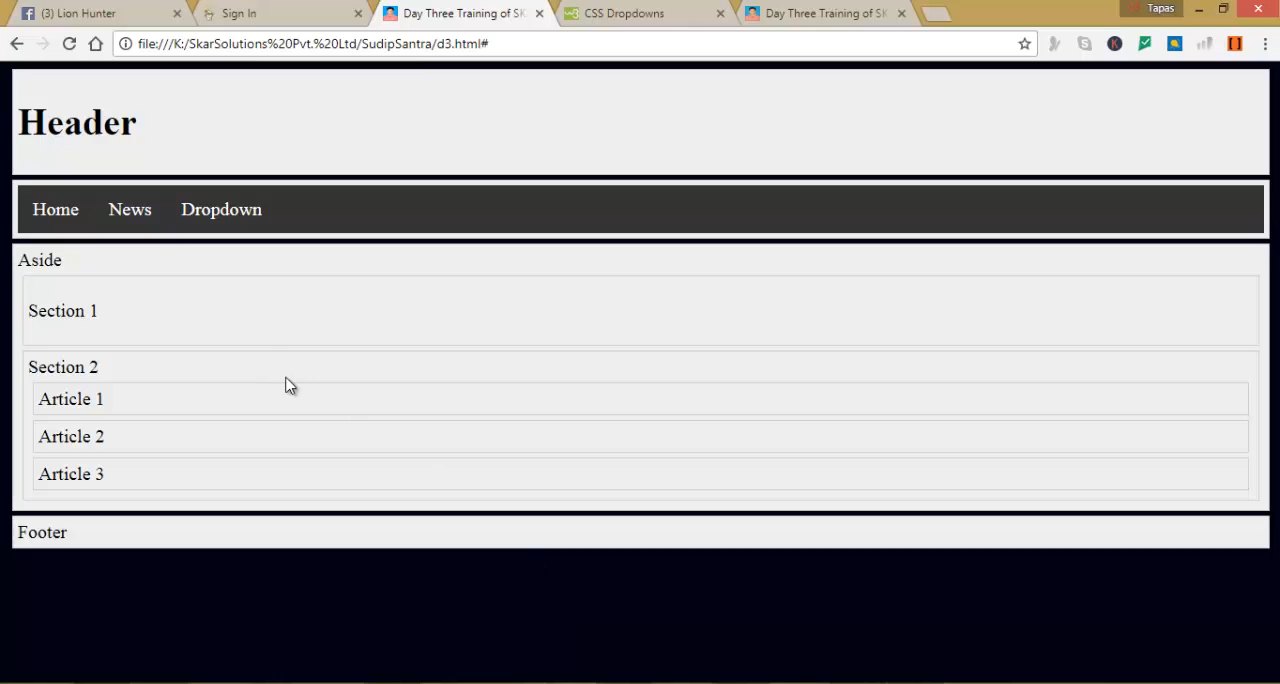 (3) Lion Hunter
Sign In
Day Three Training of SK
CSS Dropdowns
Day Three Training of SK
Tapas
file:///K:/SkarSolutions%20Pvt.%20Ltd/SudipSantra/d3.html#
Header
Home News Dropdown
Aside
Section 1
Section 2
Article 1
Article 2
Article 3
Footer